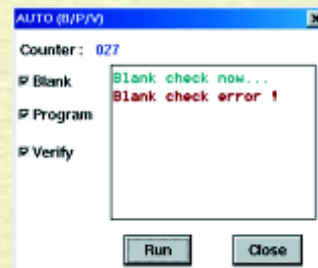 AUTO (B/P/V)
Counter : 027
Blank
Program
Verify
Blank check now...
Blank check error !
Run
Close